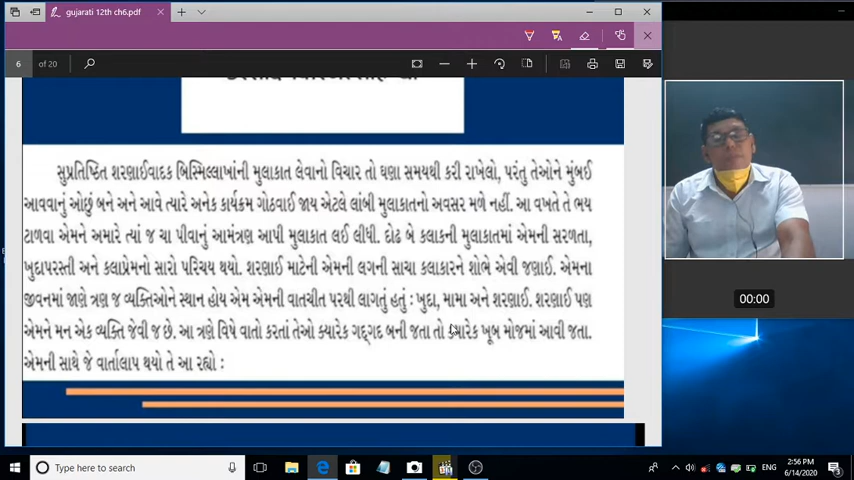 gujarati 12th ch6.pdf
6 of 20
સુપ્રતિષ્ઠિત શરણાઈવાદક બિસ્મિલ્લાખાંની મુલાકાત લેવાનો વિચાર તો ઘણા સમયથી કરી રાખેલો, પરંતુ તેઓને મુંબઈ
આવવાનું ઓછું બને અને આવે ત્યારે અનેક કાર્યક્રમ ગોઠવાઈ જાય એટલે લાંબી મુલાકાતનો અવસર મળે નહીં. આ વખતે તે ભય
ટાળવા એમને અમારે ત્યાં જ ચા પીવાનું આમંત્રણ આપી મુલાકાત લઈ લીધી. દોઢ બે કલાકની મુલાકાતમાં એમની સરળતા,
ખુદાપરસ્તી અને કલાપ્રેમનો સારો પરિચય થયો. શરણાઈ માટેની એમની લગની સાચા કલાકારને શોભે એવી જણાઈ. એમના
જીવનમાં જાણે ત્રણ જ વ્યક્તિઓને સ્થાન હોય એમ એમની વાતચીત પરથી લાગતું હતું : ખુદા, મામા અને શરણાઈ. શરણાઈ પણ
એમને મન એક વ્યક્તિ જેવી જ છે. આ ત્રણે વિષે વાતો કરતાં તેઓ ક્યારેક ગદ્‌ગદ બની જતા તો ક્યારેક ખૂબ મોજમાં આવી જતા.
એમની સાથે જે વાર્તાલાપ થયો તે આ રહ્યો :
00:00
Type here to search
ENG
2:56 PM
6/14/2020